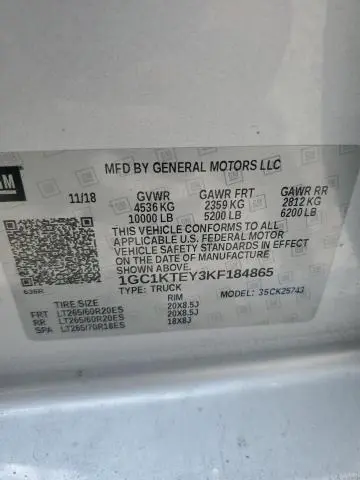 GM
MFD BY GENERAL MOTORS LLC
11/18 GVWR GAWR FRT GAWR RR
4536 KG 2359 KG 2812 KG
10000 LB 5200 LB 6200 LB
THIS VEHICLE CONFORMS TO ALL
APPLICABLE U.S. FEDERAL MOTOR
VEHICLE SAFETY STANDARDS IN EFFECT
ON THE DATE OF MANUFACTURE
1GC1KTEY3KF184865
TYPE: TRUCK
TIRE SIZE RIM MODEL:
FRT LT265/60R20ES 20X8.5J
RR LT265/60R20ES 20X8.5J
SPA LT265/70R18ES 18X8J